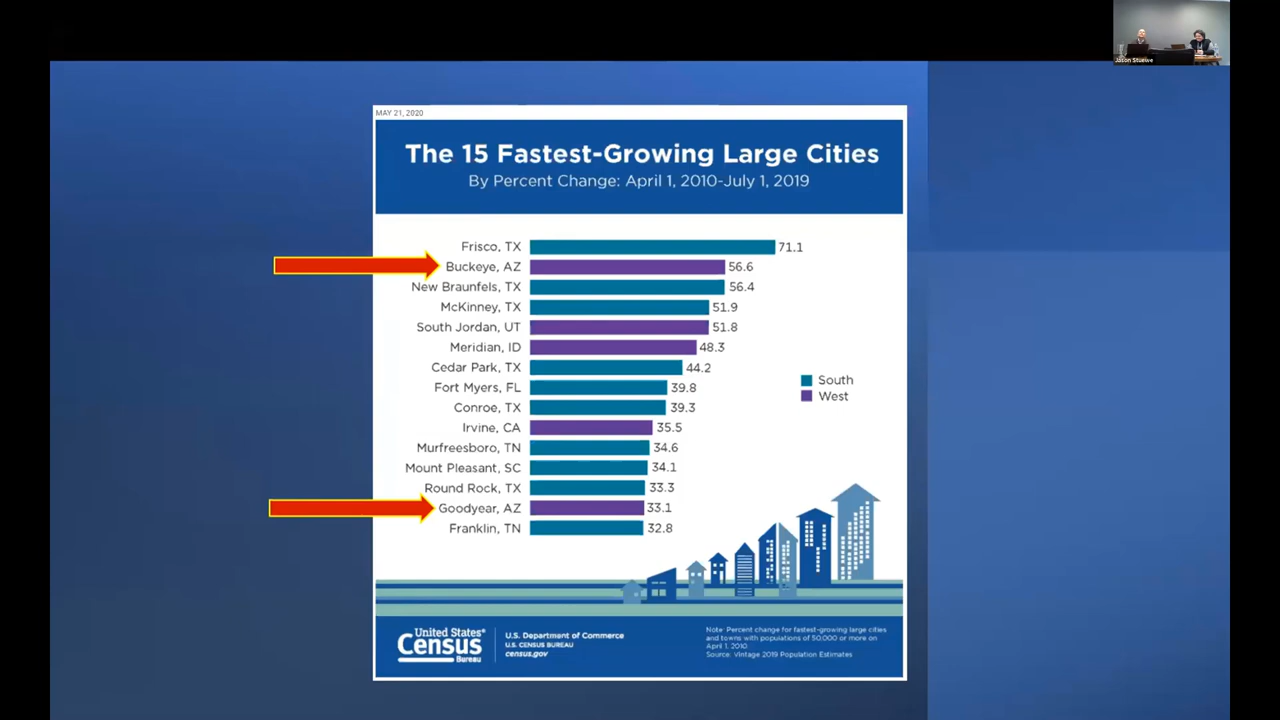 Jason Stuewe
MAY 21, 2020
The 15 Fastest-Growing Large Cities
By Percent Change: April 1, 2010-July 1, 2019
Frisco, TX 71.1
Buckeye, AZ 56.6
New Braunfels, TX 56.4
McKinney, TX 51.9
South Jordan, UT 51.8
Meridian, ID 48.3
Cedar Park, TX 44.2
Fort Myers, FL 39.8
Conroe, TX 39.3
Irvine, CA 35.5
Murfreesboro, TN 34.6
Mount Pleasant, SC 34.1
Round Rock, TX 33.3
Goodyear, AZ 33.1
Franklin, TN 32.8
South
West
United States®
Census
Bureau
U.S. Department of Commerce
U.S. CENSUS BUREAU
census.gov
Note: Percent change for fastest-growing large cities
and towns with populations of 50,000 or more on
April 1, 2010
Source: Vintage 2019 Population Estimates